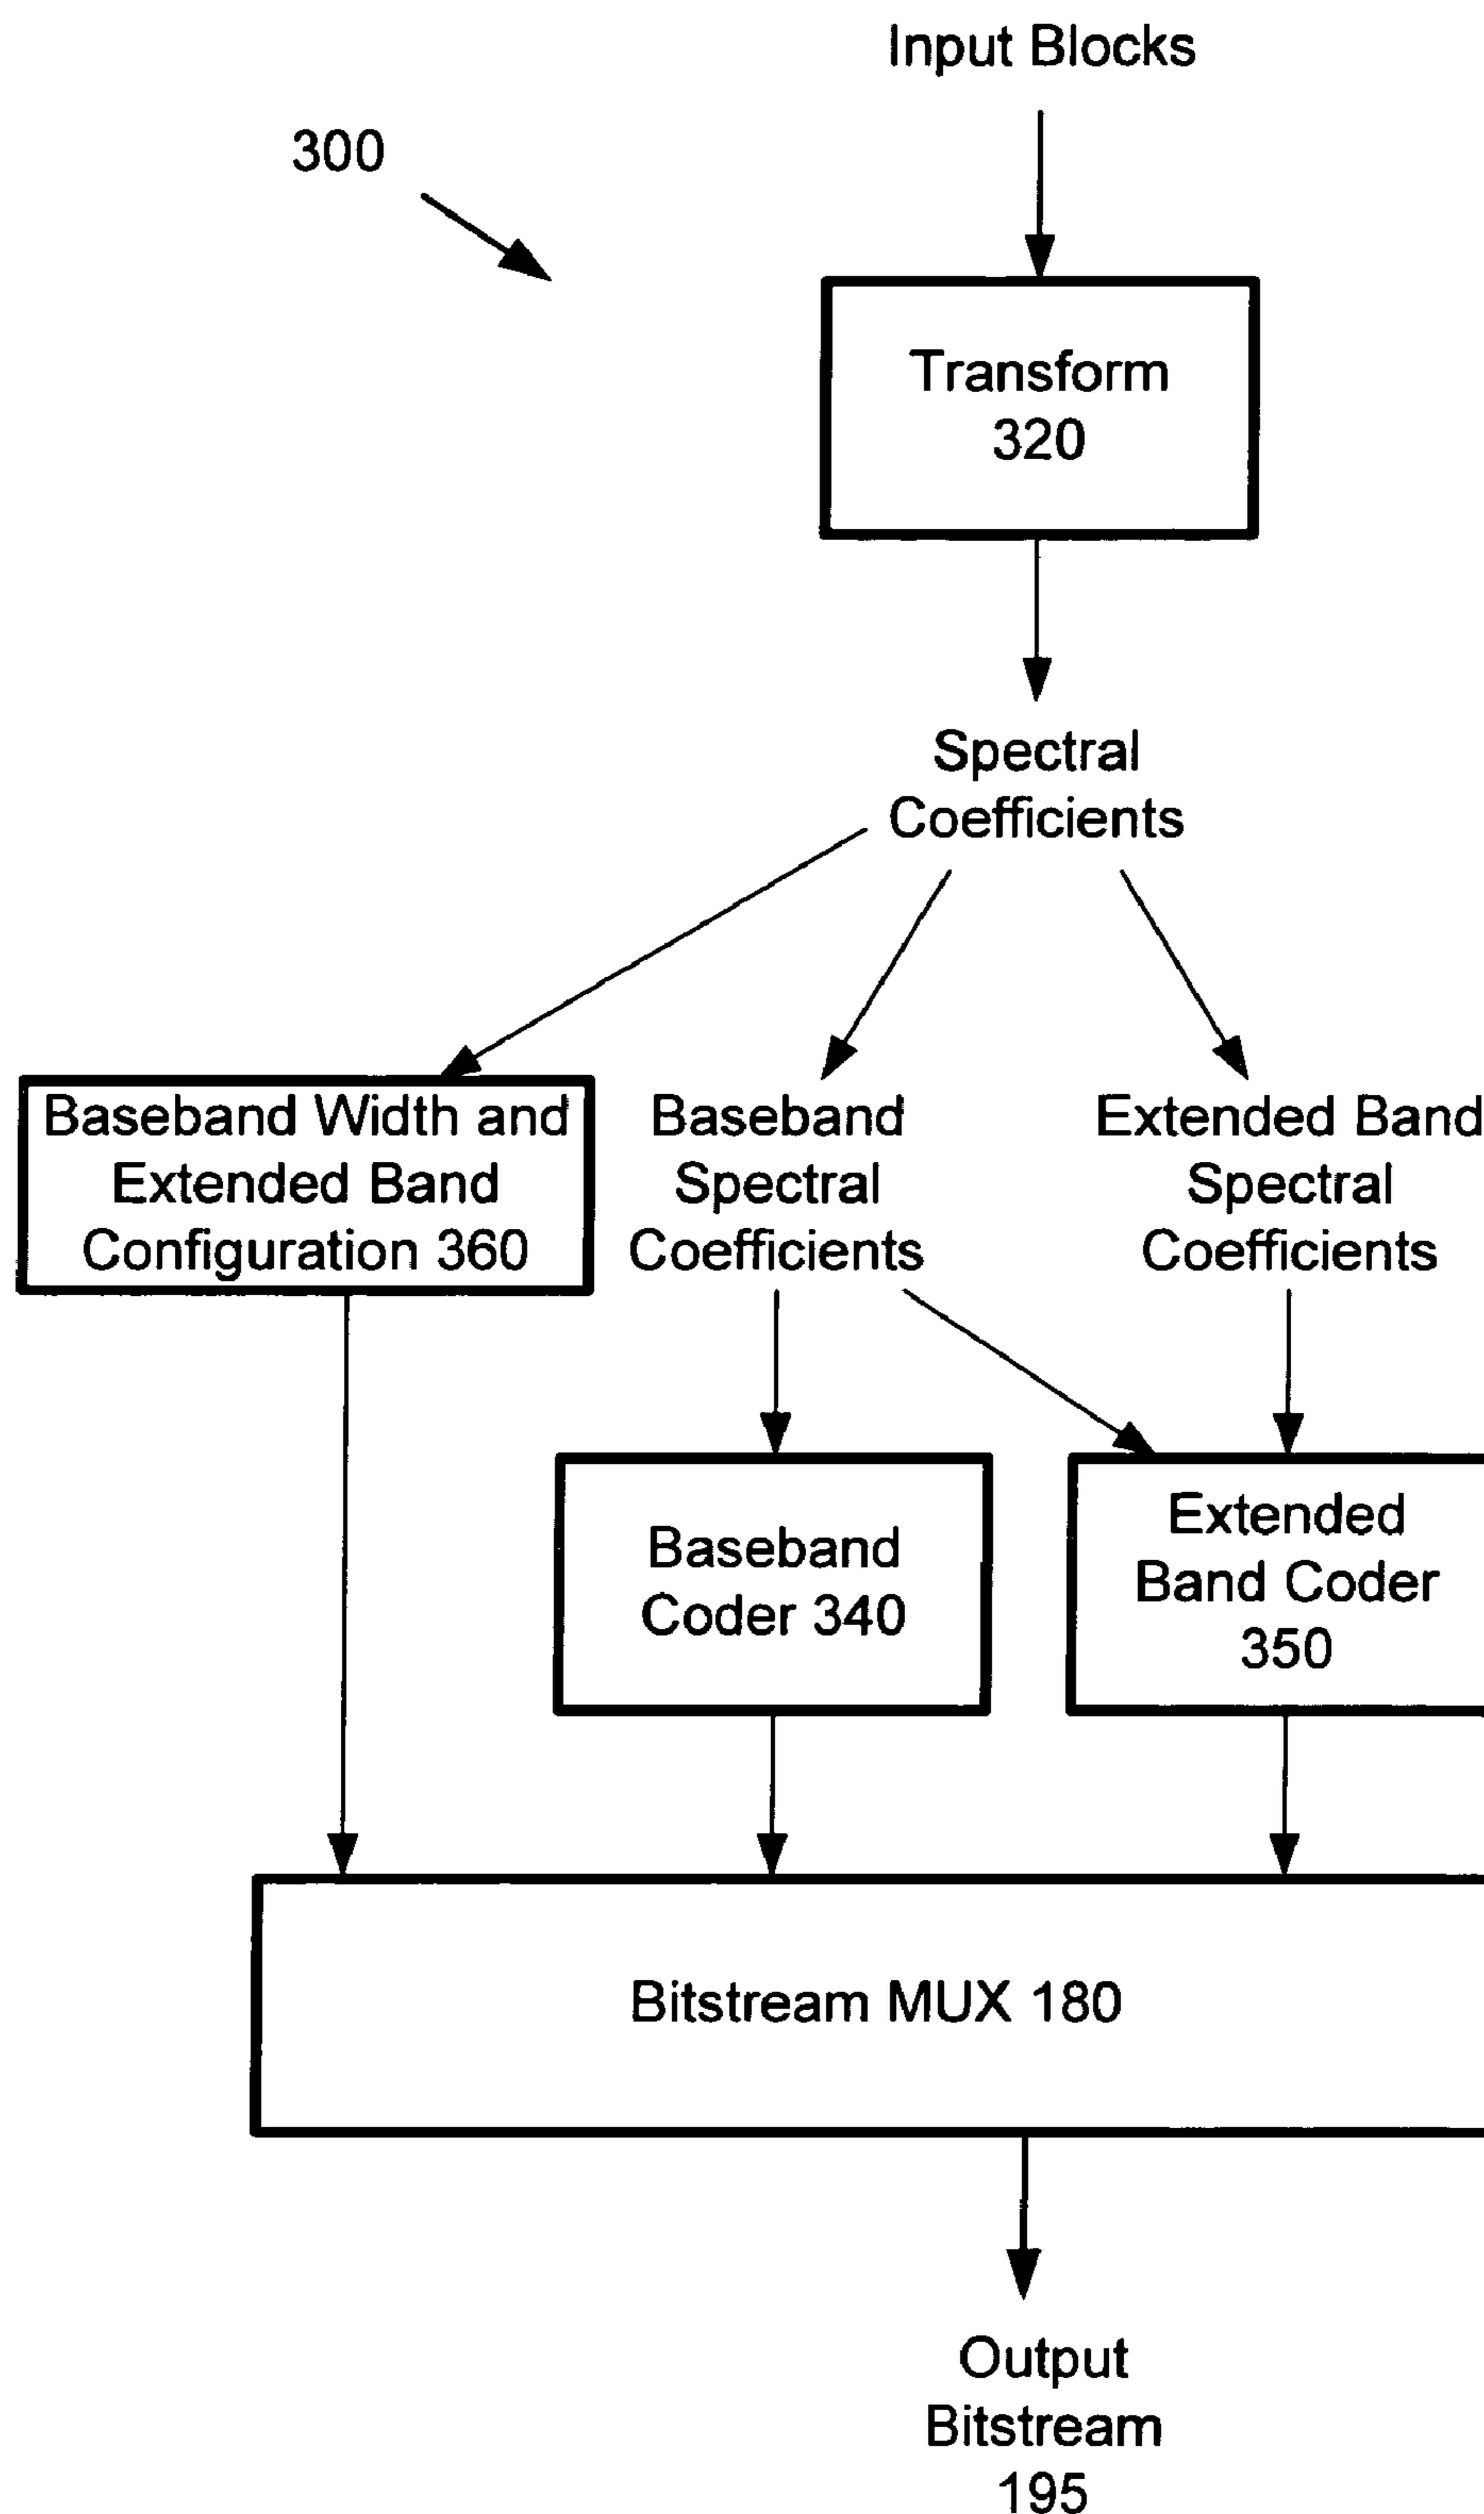 Input Blocks
300
Transform
320
Spectral
Coefficients
Baseband Width and
Extended Band
Configuration 360
Baseband
Spectral
Coefficients
Extended Band
Spectral
Coefficients
Baseband
Coder 340
Extended
Band Coder
350
Bitstream MUX 180
Output
Bitstream
195